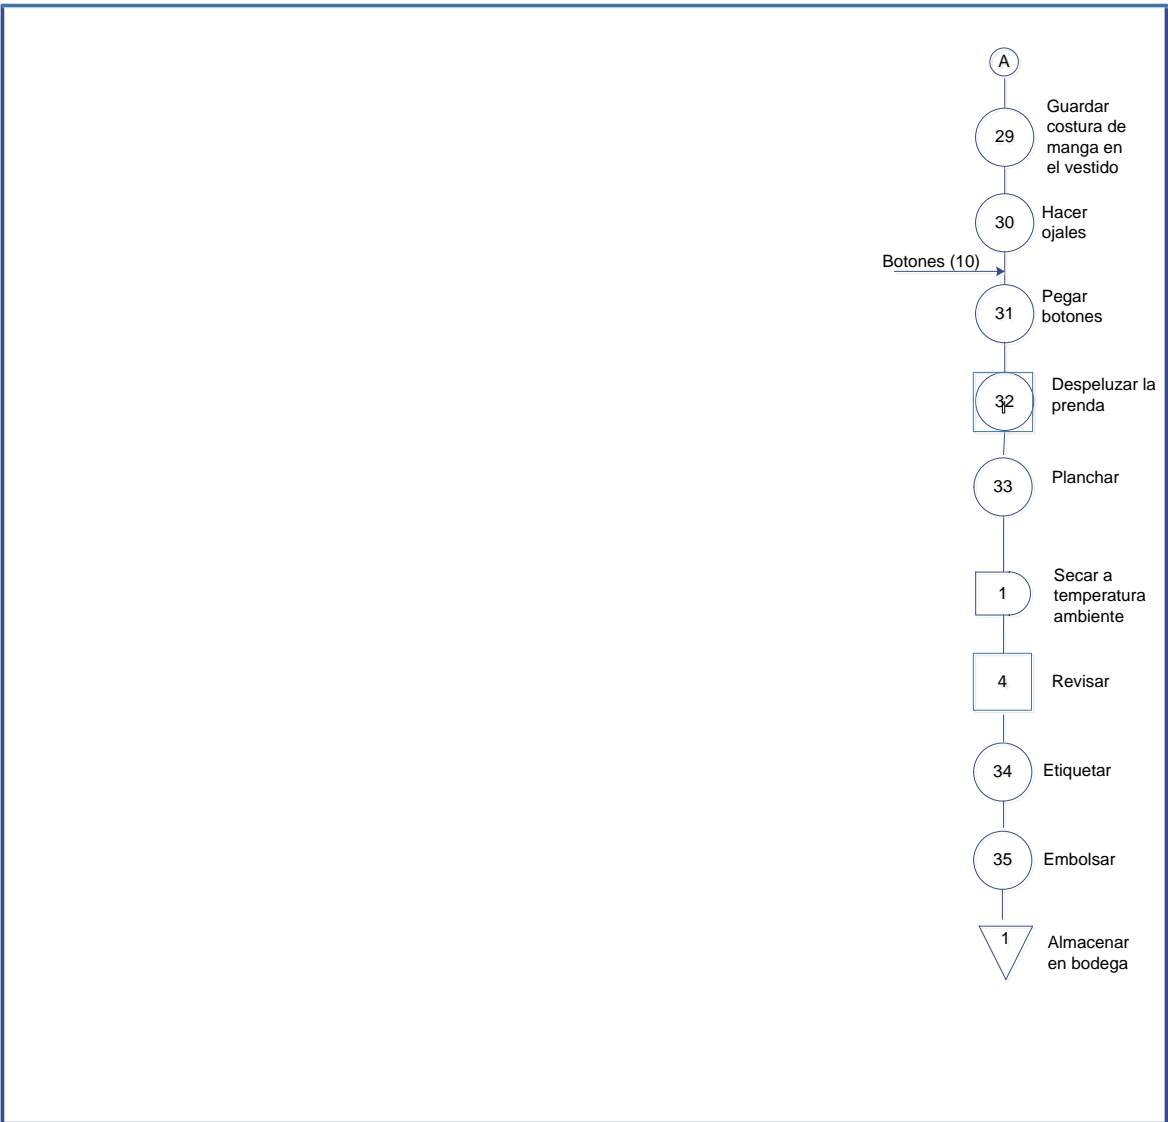 A
29
Guardar
costura de
manga en
el vestido
30
Hacer
ojales
Botones (10)
31
Pegar
botones
32
Despeluzar la
prenda
33
Planchar
1
Secar a
temperatura
ambiente
4
Revisar
34
Etiquetar
35
Embolsar
1
Almacenar
en bodega